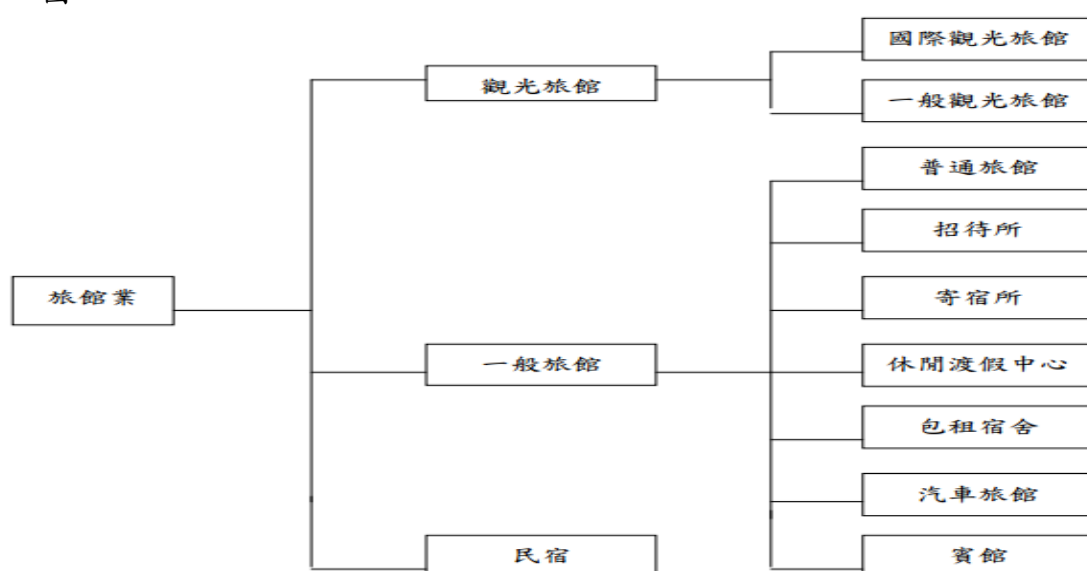 旅館業
觀光旅館
國際觀光旅館
一般觀光旅館
一般旅館
普通旅館
招待所
寄宿所
休閒渡假中心
包租宿舍
汽車旅館
賓館
民宿